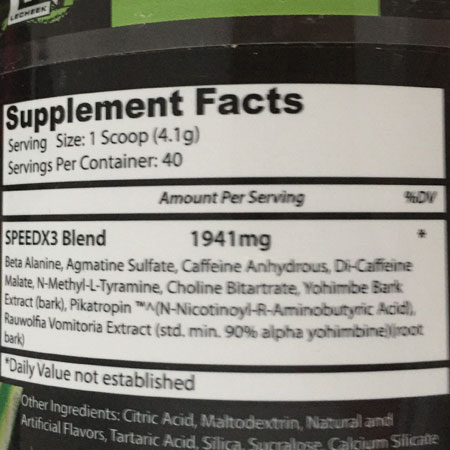 LECHEEK
Supplement Facts
Serving Size: 1 Scoop (4.1g)
Servings Per Container: 40
Amount Per Serving %DV
SPEEDX3 Blend 1941mg *
Beta Alanine, Agmatine Sulfate, Caffeine Anhydrous, Di-Caffeine
Malate, N-Methyl-L-Tyramine, Choline Bitartrate, Yohimbe Bark
Extract (bark), Pikatropin ™^(N-Nicotinoyl-R-Aminobutyric Acid),
Rauwolfia Vomitoria Extract (std. min. 90% alpha yohimbine)(root
bark)
*Daily Value not established
Other Ingredients: Citric Acid, Maltodextrin, Natural and
Artificial Flavors, Tartaric Acid, Silica, Sucralose, Calcium Silicate